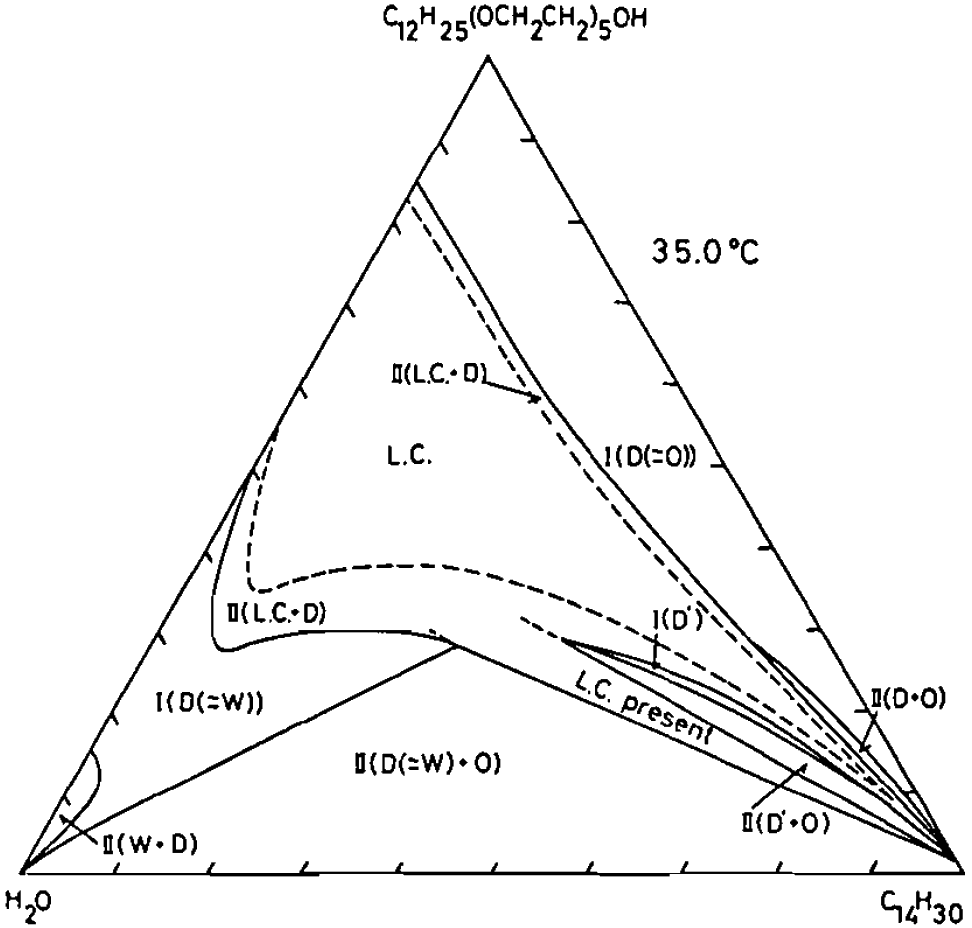 C₁₂H₂₅(OCH₂CH₂)₅OH
35.0°C
II(L.C.+D)
L.C.
I(D(≃O))
II(L.C.+D)
I(D')
L.C. present
I(D(≃W))
II(D+O)
II(D(≃W)+O)
II(D'+O)
II(W+D)
H₂O
C₁₄H₃₀